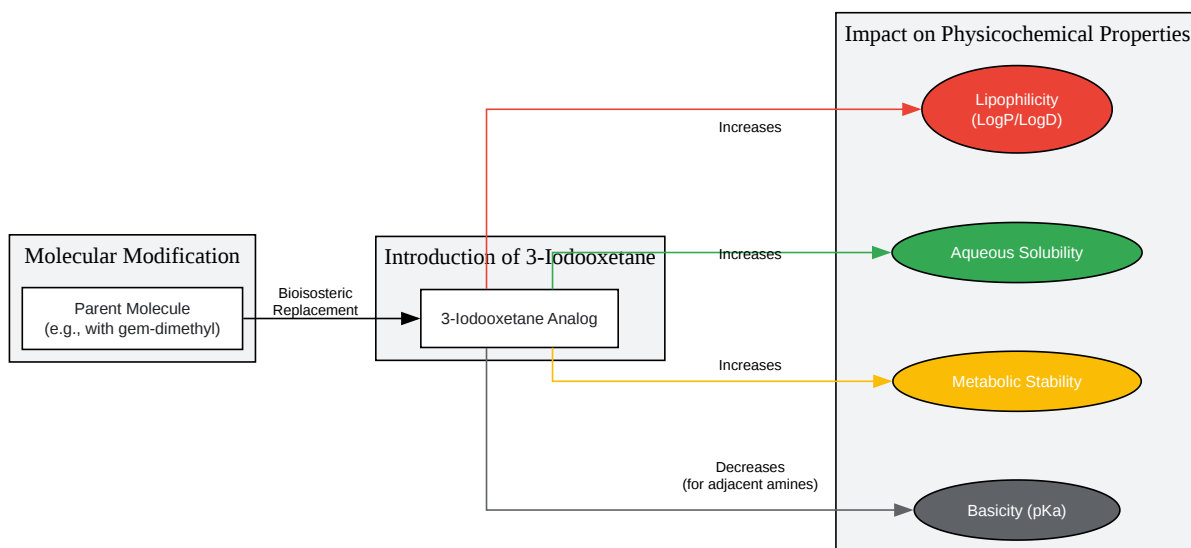 Molecular Modification
Parent Molecule
(e.g., with gem-dimethyl)
Bioisosteric
Replacement
Introduction of 3-Iodooxetane
3-Iodooxetane Analog
Increases
Increases
Increases
Decreases
(for adjacent amines)
Impact on Physicochemical Properties
Lipophilicity
(LogP/LogD)
Aqueous Solubility
Metabolic Stability
Basicity (pKa)